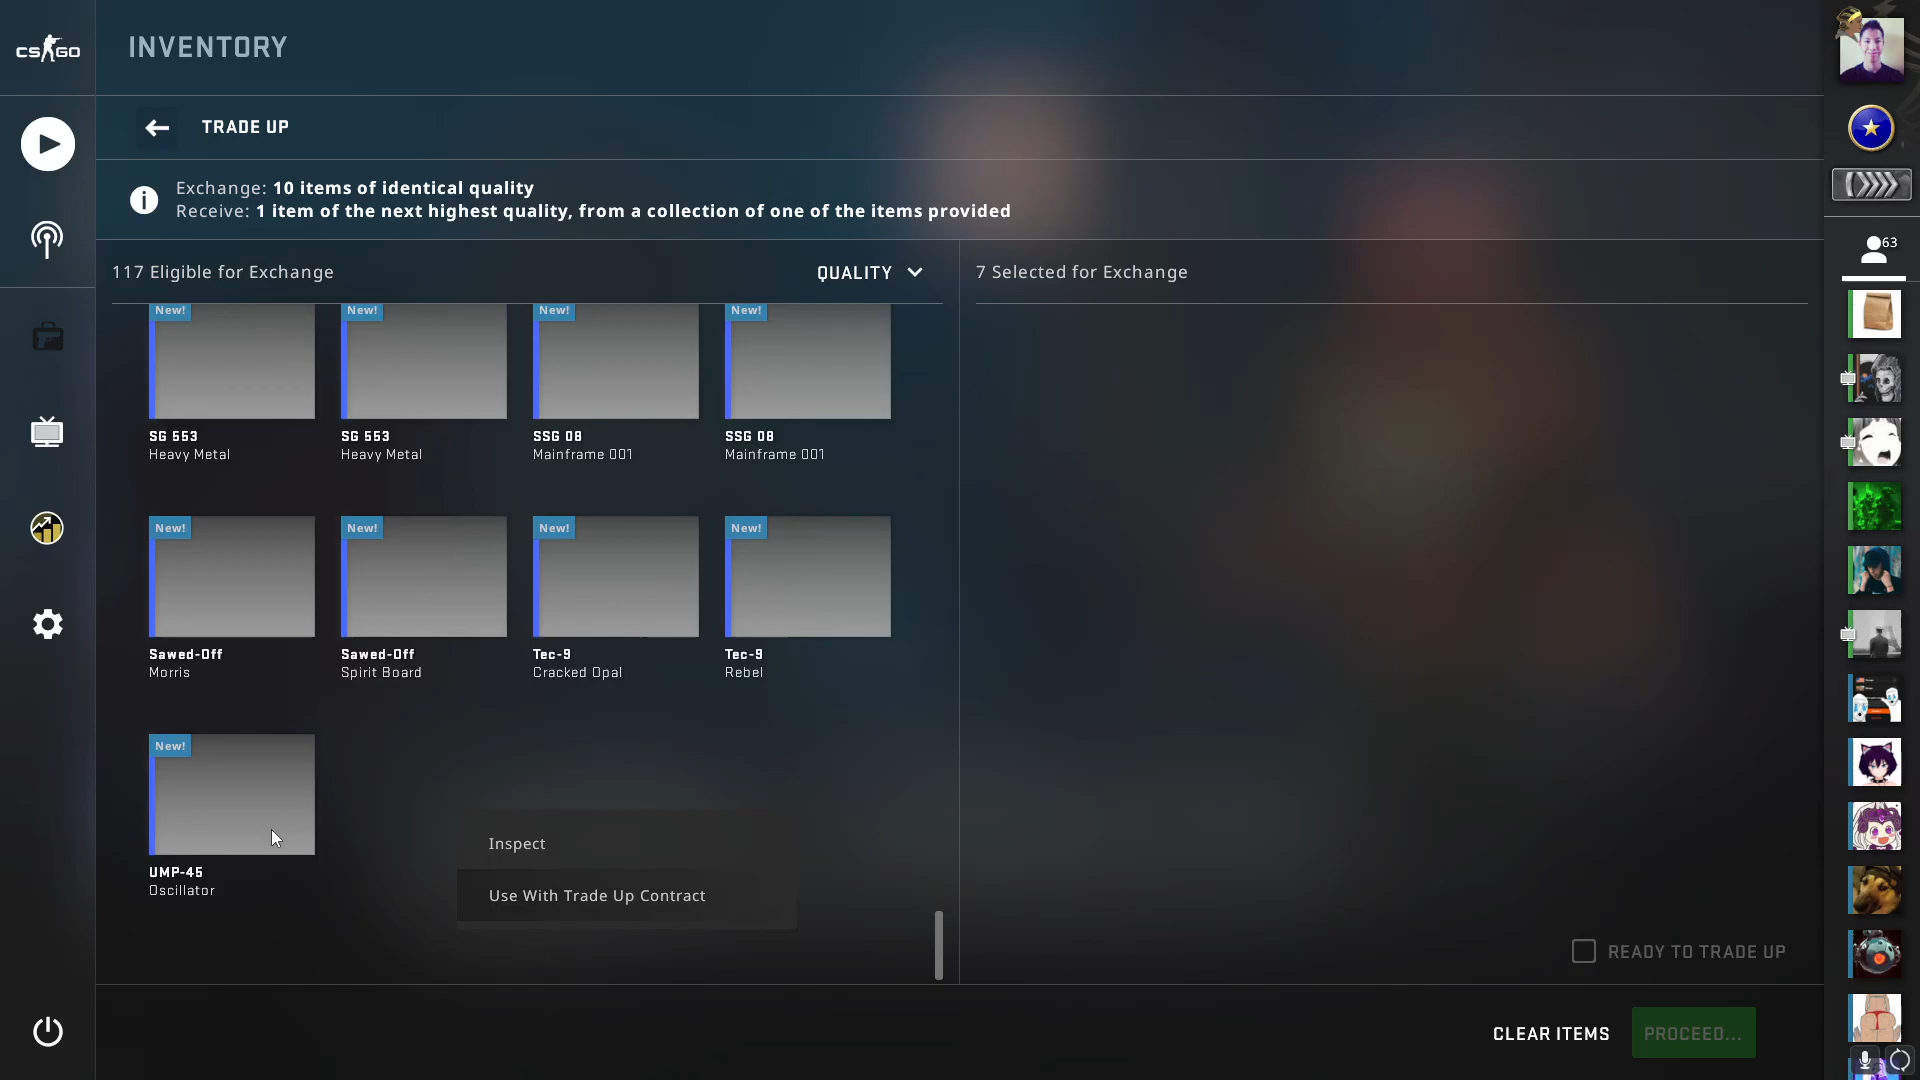 CS GO
INVENTORY
TRADE UP
Exchange: 10 items of identical quality
Receive: 1 item of the next highest quality, from a collection of one of the items provided
117 Eligible for Exchange
QUALITY
7 Selected for Exchange
63
New! New! New! New!
SG 553 SG 553 SSG 08 SSG 08
Heavy Metal Heavy Metal Mainframe 001 Mainframe 001
New! New! New! New!
Sawed-Off Sawed-Off Tec-9 Tec-9
Morris Spirit Board Cracked Opal Rebel
New!
UMP-45
Oscillator
Inspect
Use With Trade Up Contract
READY TO TRADE UP
CLEAR ITEMS
PROCEED...